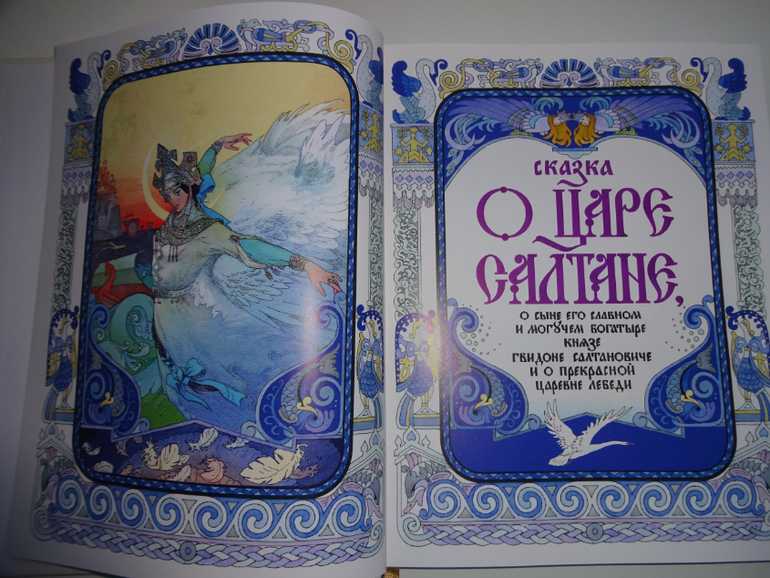 Сказка
О ЦАРЕ
САЛТАНЕ,
О СЫНЕ ЕГО СЛАВНОМ
И МОГУЧЕМ БОГАТЫРЕ
КНЯЗЕ
ГВИДОНЕ САЛТАНОВИЧЕ
И О ПРЕКРАСНОЙ
ЦАРЕВНЕ ЛЕБЕДИ